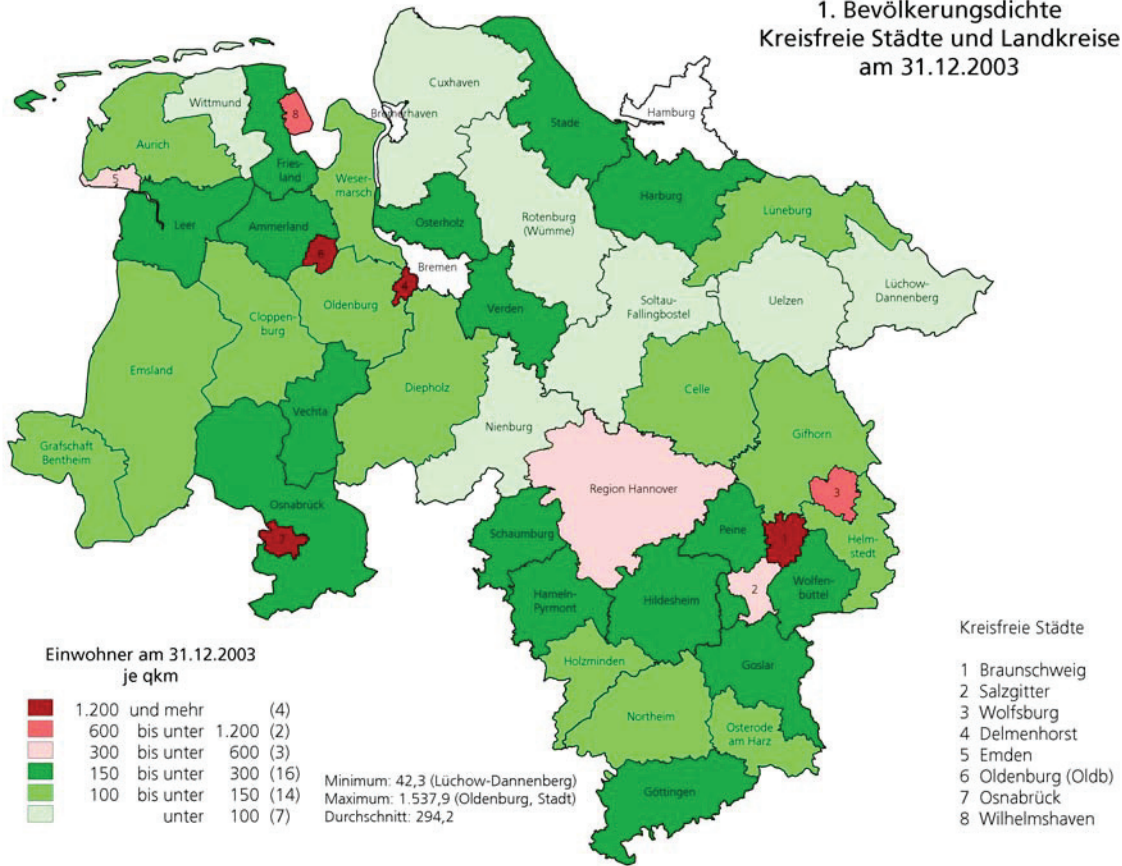 1. Bevölkerungsdichte
Kreisfreie Städte und Landkreise
am 31.12.2003
Cuxhaven
Wittmund
Bremerhaven
Hamburg
8
Stade
Aurich
Fries-
land
5
Weser-
marsch
Harburg
Lüneburg
Rotenburg
(Wümme)
Osterholz
Leer
Ammerland
6
Bremen
4
Lüchow-
Dannenberg
Soltau-
Fallingbostel
Uelzen
Oldenburg
Verden
Cloppen-
burg
Emsland
Diepholz
Celle
Vechta
Nienburg
Gifhorn
Grafschaft
Bentheim
Region Hannover
3
Osnabrück
Schaumburg
Peine
7
1
Helm-
stedt
2
Wolfen-
büttel
Hameln-
Pyrmont
Hildesheim
Holzminden
Goslar
Northeim
Osterode
am Harz
Göttingen
Einwohner am 31.12.2003
je qkm
1.200 und mehr (4)
600 bis unter 1.200 (2)
300 bis unter 600 (3)
150 bis unter 300 (16)
100 bis unter 150 (14)
unter 100 (7)
Minimum: 42,3 (Lüchow-Dannenberg)
Maximum: 1.537,9 (Oldenburg, Stadt)
Durchschnitt: 294,2
Kreisfreie Städte
1 Braunschweig
2 Salzgitter
3 Wolfsburg
4 Delmenhorst
5 Emden
6 Oldenburg (Oldb)
7 Osnabrück
8 Wilhelmshaven